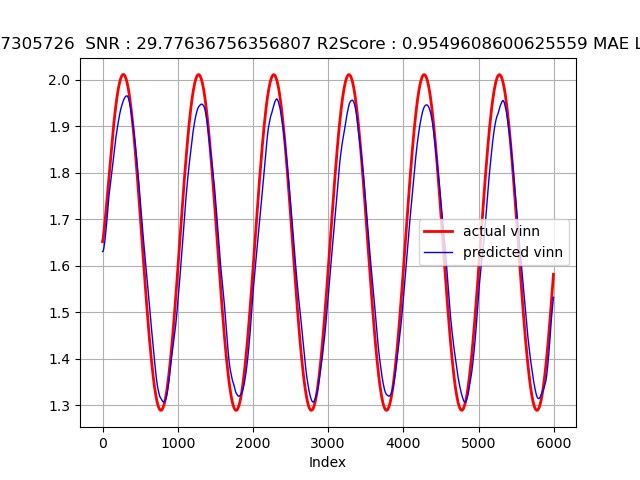 7305726 SNR : 29.77636756356807 R2Score : 0.9549608600625559 MAE L
2.0
1.9
1.8
1.7
1.6
1.5
1.4
1.3
actual vinn
predicted vinn
0 1000 2000 3000 4000 5000 6000
Index